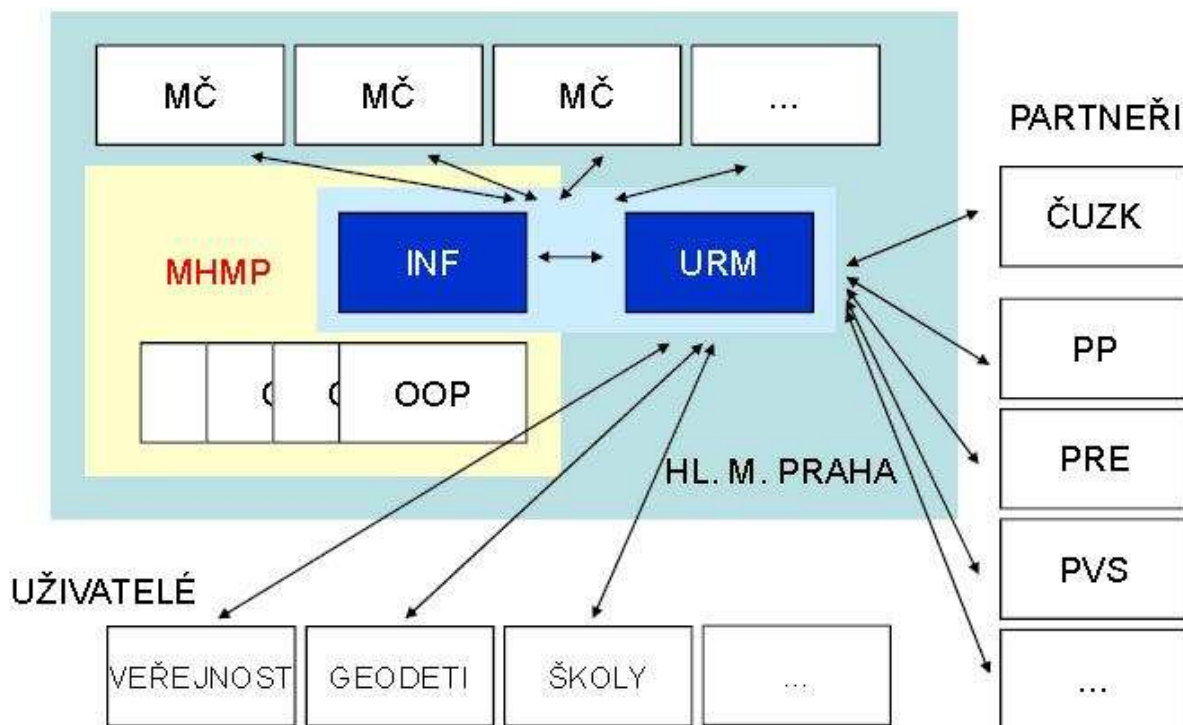 MČ MČ MČ ...
PARTNEŘI
ČUZK
MHMP INF URM
PP
OOP
PRE
HL. M. PRAHA
PVS
UŽIVATELÉ
VEŘEJNOST GEODETI ŠKOLY ...
...